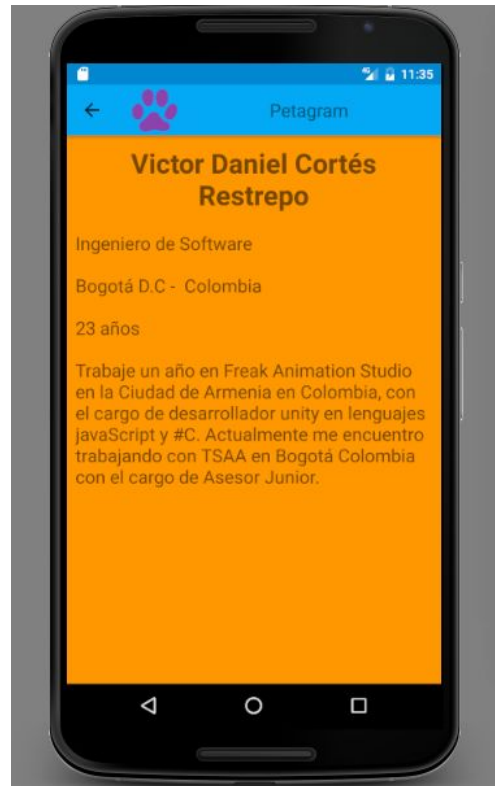 4G 11:35
Petagram
Victor Daniel Cortés
Restrepo
Ingeniero de Software
Bogotá D.C - Colombia
23 años
Trabaje un año en Freak Animation Studio
en la Ciudad de Armenia en Colombia, con
el cargo de desarrollador unity en lenguajes
javaScript y #C. Actualmente me encuentro
trabajando con TSAA en Bogotá Colombia
con el cargo de Asesor Junior.